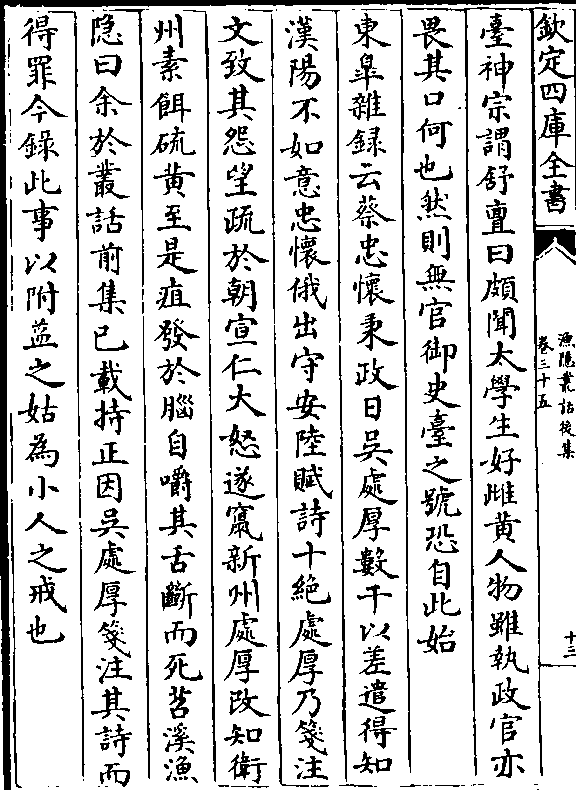 欽定四庫全書
漁隱叢話後集
卷三十五
十三
臺神宗謂舒亶曰頗聞太學生好雌黄人物雖執政官亦
畏其口何也然則無官御史臺之號恐自此始
東臯雜録云蔡忠懷秉政日吳處厚數干以差遣得知
漢陽不如意忠懷俄出守安陸賦詩十絶處厚乃箋注
文致其怨望疏於朝宣仁大怒遂竄新州處厚改知衛
州素餌硫黄至是疽發於腦自嚼其舌斷而死苕溪漁
隐曰余於叢話前集已載持正因吳處厚箋注其詩而
得罪今錄此事以附益之姑為小人之戒也